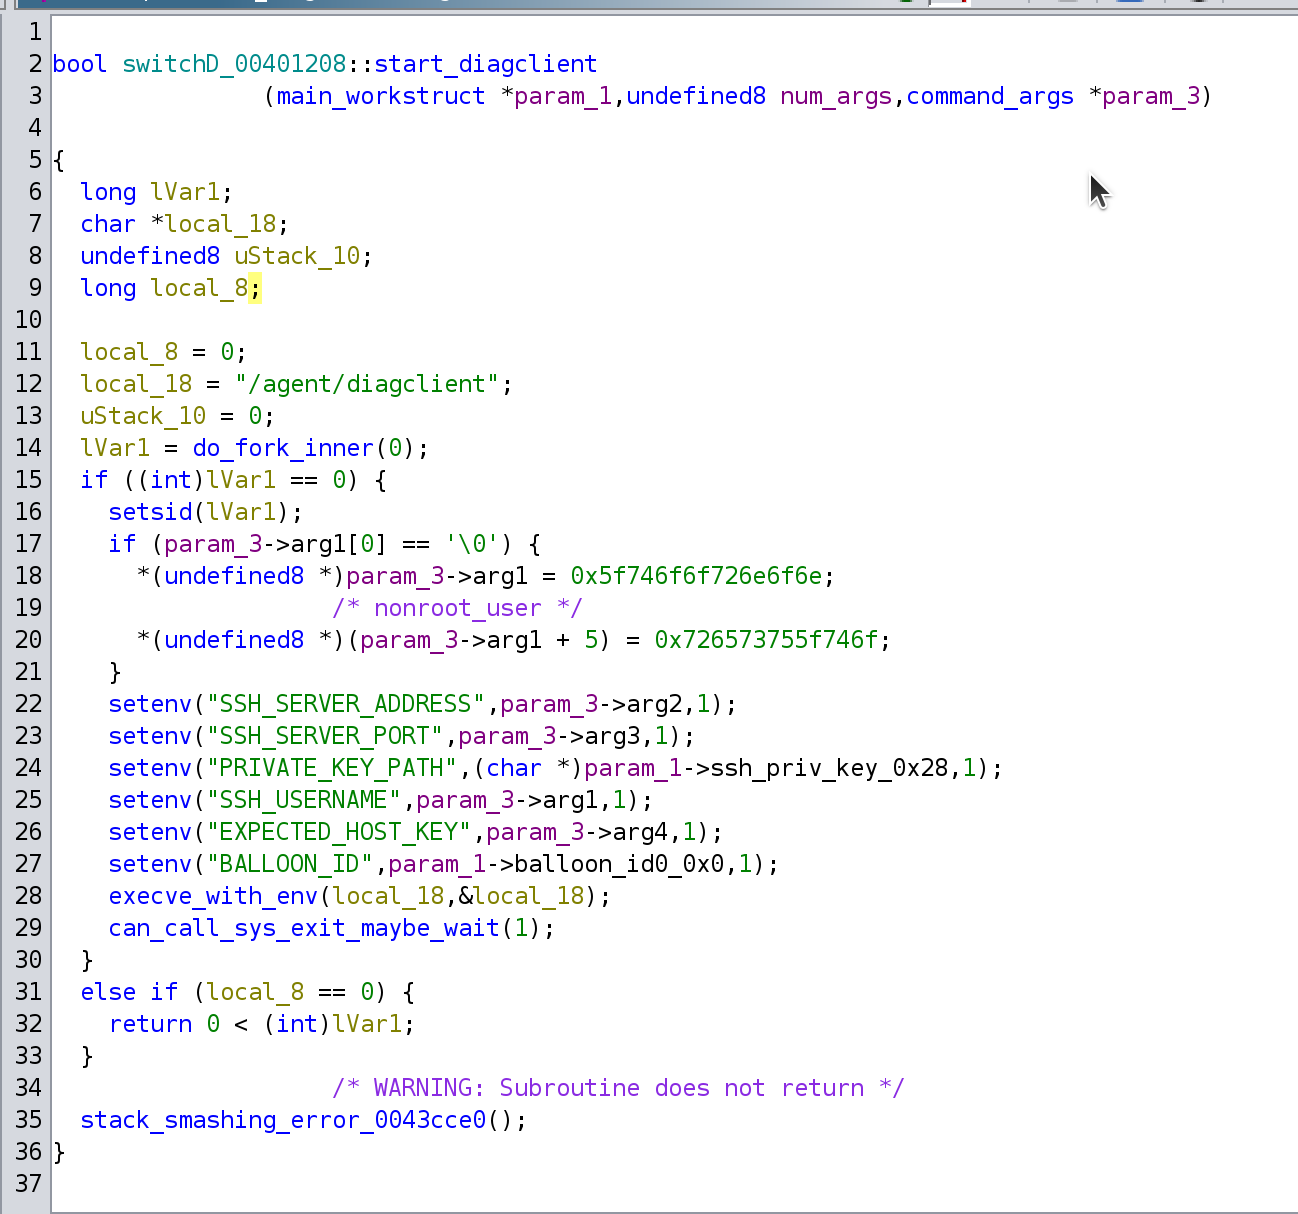 1
2 bool switchD_00401208::start_diagclient
3 (main_workstruct *param_1,undefined8 num_args,command_args *param_3)
4
5 {
6 long lVar1;
7 char *local_18;
8 undefined8 uStack_10;
9 long local_8;
10
11 local_8 = 0;
12 local_18 = "/agent/diagclient";
13 uStack_10 = 0;
14 lVar1 = do_fork_inner(0);
15 if ((int)lVar1 == 0) {
16 setsid(lVar1);
17 if (param_3->arg1[0] == '\0') {
18 *(undefined8 *)param_3->arg1 = 0x5f746f6f726e6f6e;
19 /* nonroot_user */
20 *(undefined8 *)(param_3->arg1 + 5) = 0x726573755f746f;
21 }
22 setenv("SSH_SERVER_ADDRESS",param_3->arg2,1);
23 setenv("SSH_SERVER_PORT",param_3->arg3,1);
24 setenv("PRIVATE_KEY_PATH",(char *)param_1->ssh_priv_key_0x28,1);
25 setenv("SSH_USERNAME",param_3->arg1,1);
26 setenv("EXPECTED_HOST_KEY",param_3->arg4,1);
27 setenv("BALLOON_ID",param_1->balloon_id0_0x0,1);
28 execve_with_env(local_18,&local_18);
29 can_call_sys_exit_maybe_wait(1);
30 }
31 else if (local_8 == 0) {
32 return 0 < (int)lVar1;
33 }
34 /* WARNING: Subroutine does not return */
35 stack_smashing_error_0043cce0();
36 }
37